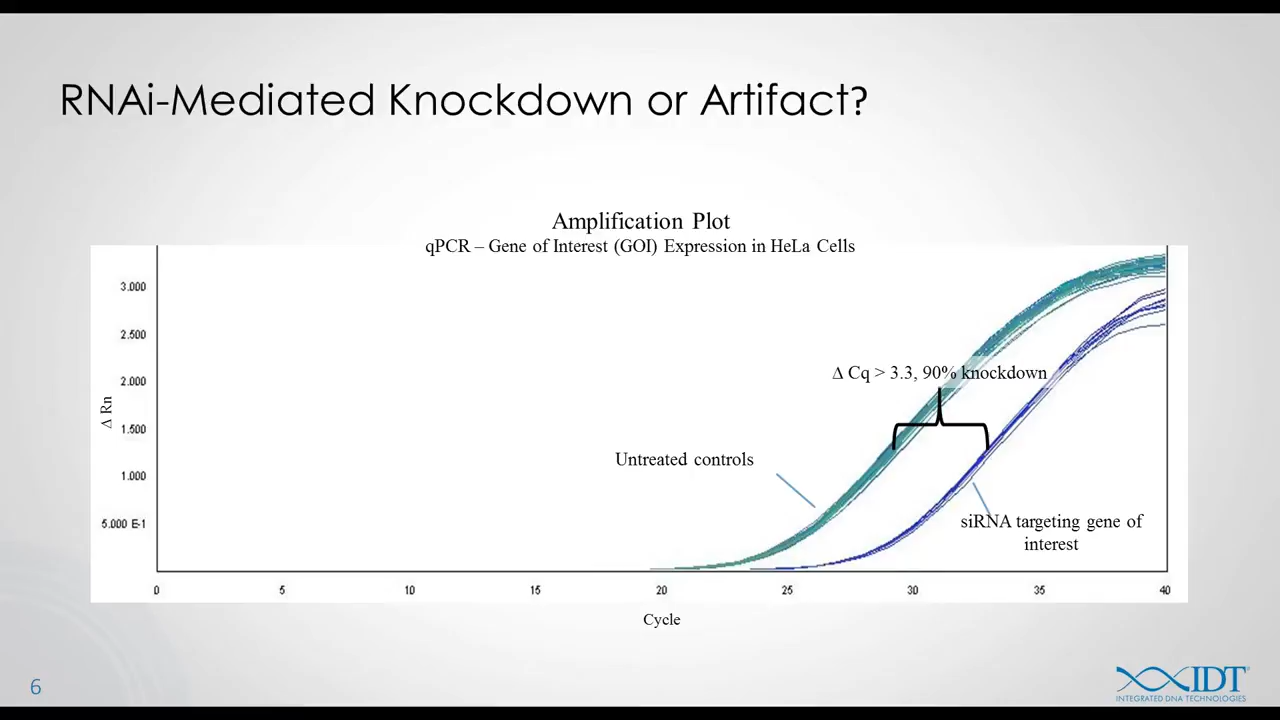 RNAi-Mediated Knockdown or Artifact?
Amplification Plot
qPCR – Gene of Interest (GOI) Expression in HeLa Cells
3.000
2.500
2.000
1.500
1.000
5.000 E-1
Δ Rn
Δ Cq > 3.3, 90% knockdown
Untreated controls
siRNA targeting gene of
interest
0 5 10 15 20 25 30 35 40
Cycle
6
IDT®
INTEGRATED DNA TECHNOLOGIES